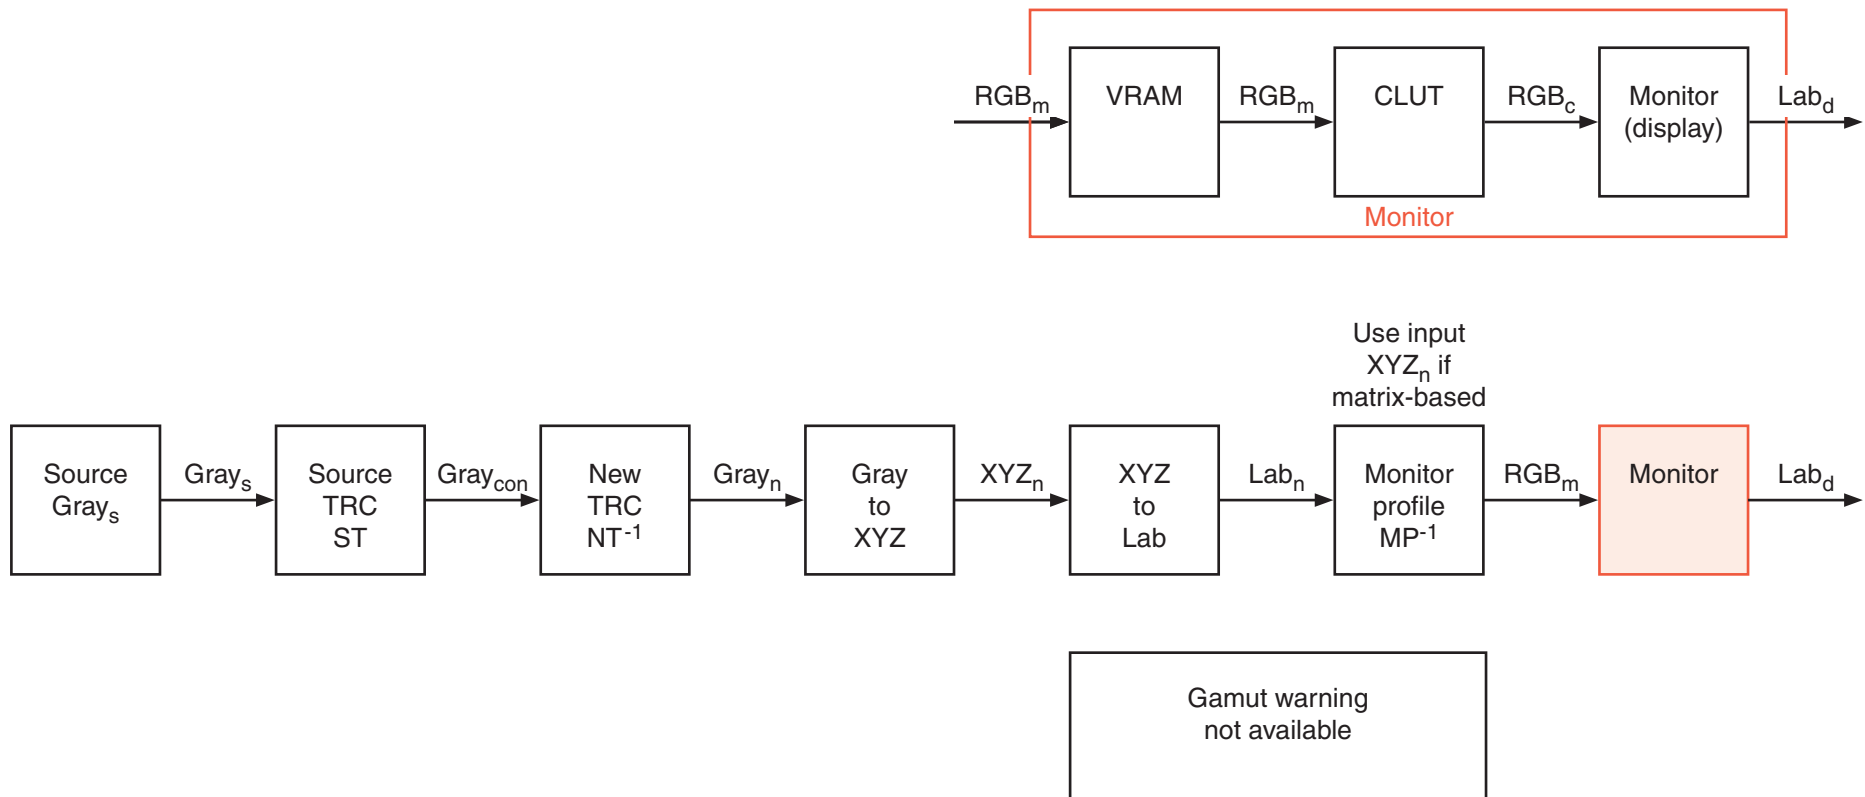 RGBm
VRAM
RGBm
CLUT
RGBc
Monitor
(display)
Labd
Monitor
Use input
XYZn if
matrix-based
Source
Grays
Grays
Source
TRC
ST
Graycon
New
TRC
NT-1
Grayn
Gray
to
XYZ
XYZn
XYZ
to
Lab
Labn
Monitor
profile
MP-1
RGBm
Monitor
Labd
Gamut warning
not available